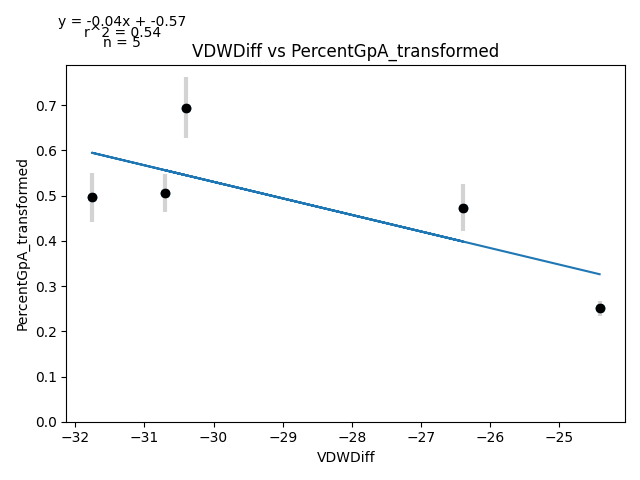 y = -0.04x + -0.57
r^2 = 0.54
n = 5
VDWDiff vs PercentGpA_transformed
PercentGpA_transformed
0.7
0.6
0.5
0.4
0.3
0.2
0.1
0.0
−32 −31 −30 −29 −28 −27 −26 −25
VDWDiff